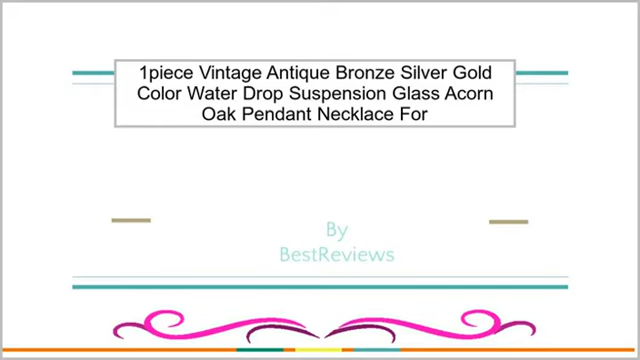 1piece Vintage Antique Bronze Silver Gold
Color Water Drop Suspension Glass Acorn
Oak Pendant Necklace For
By
BestReviews